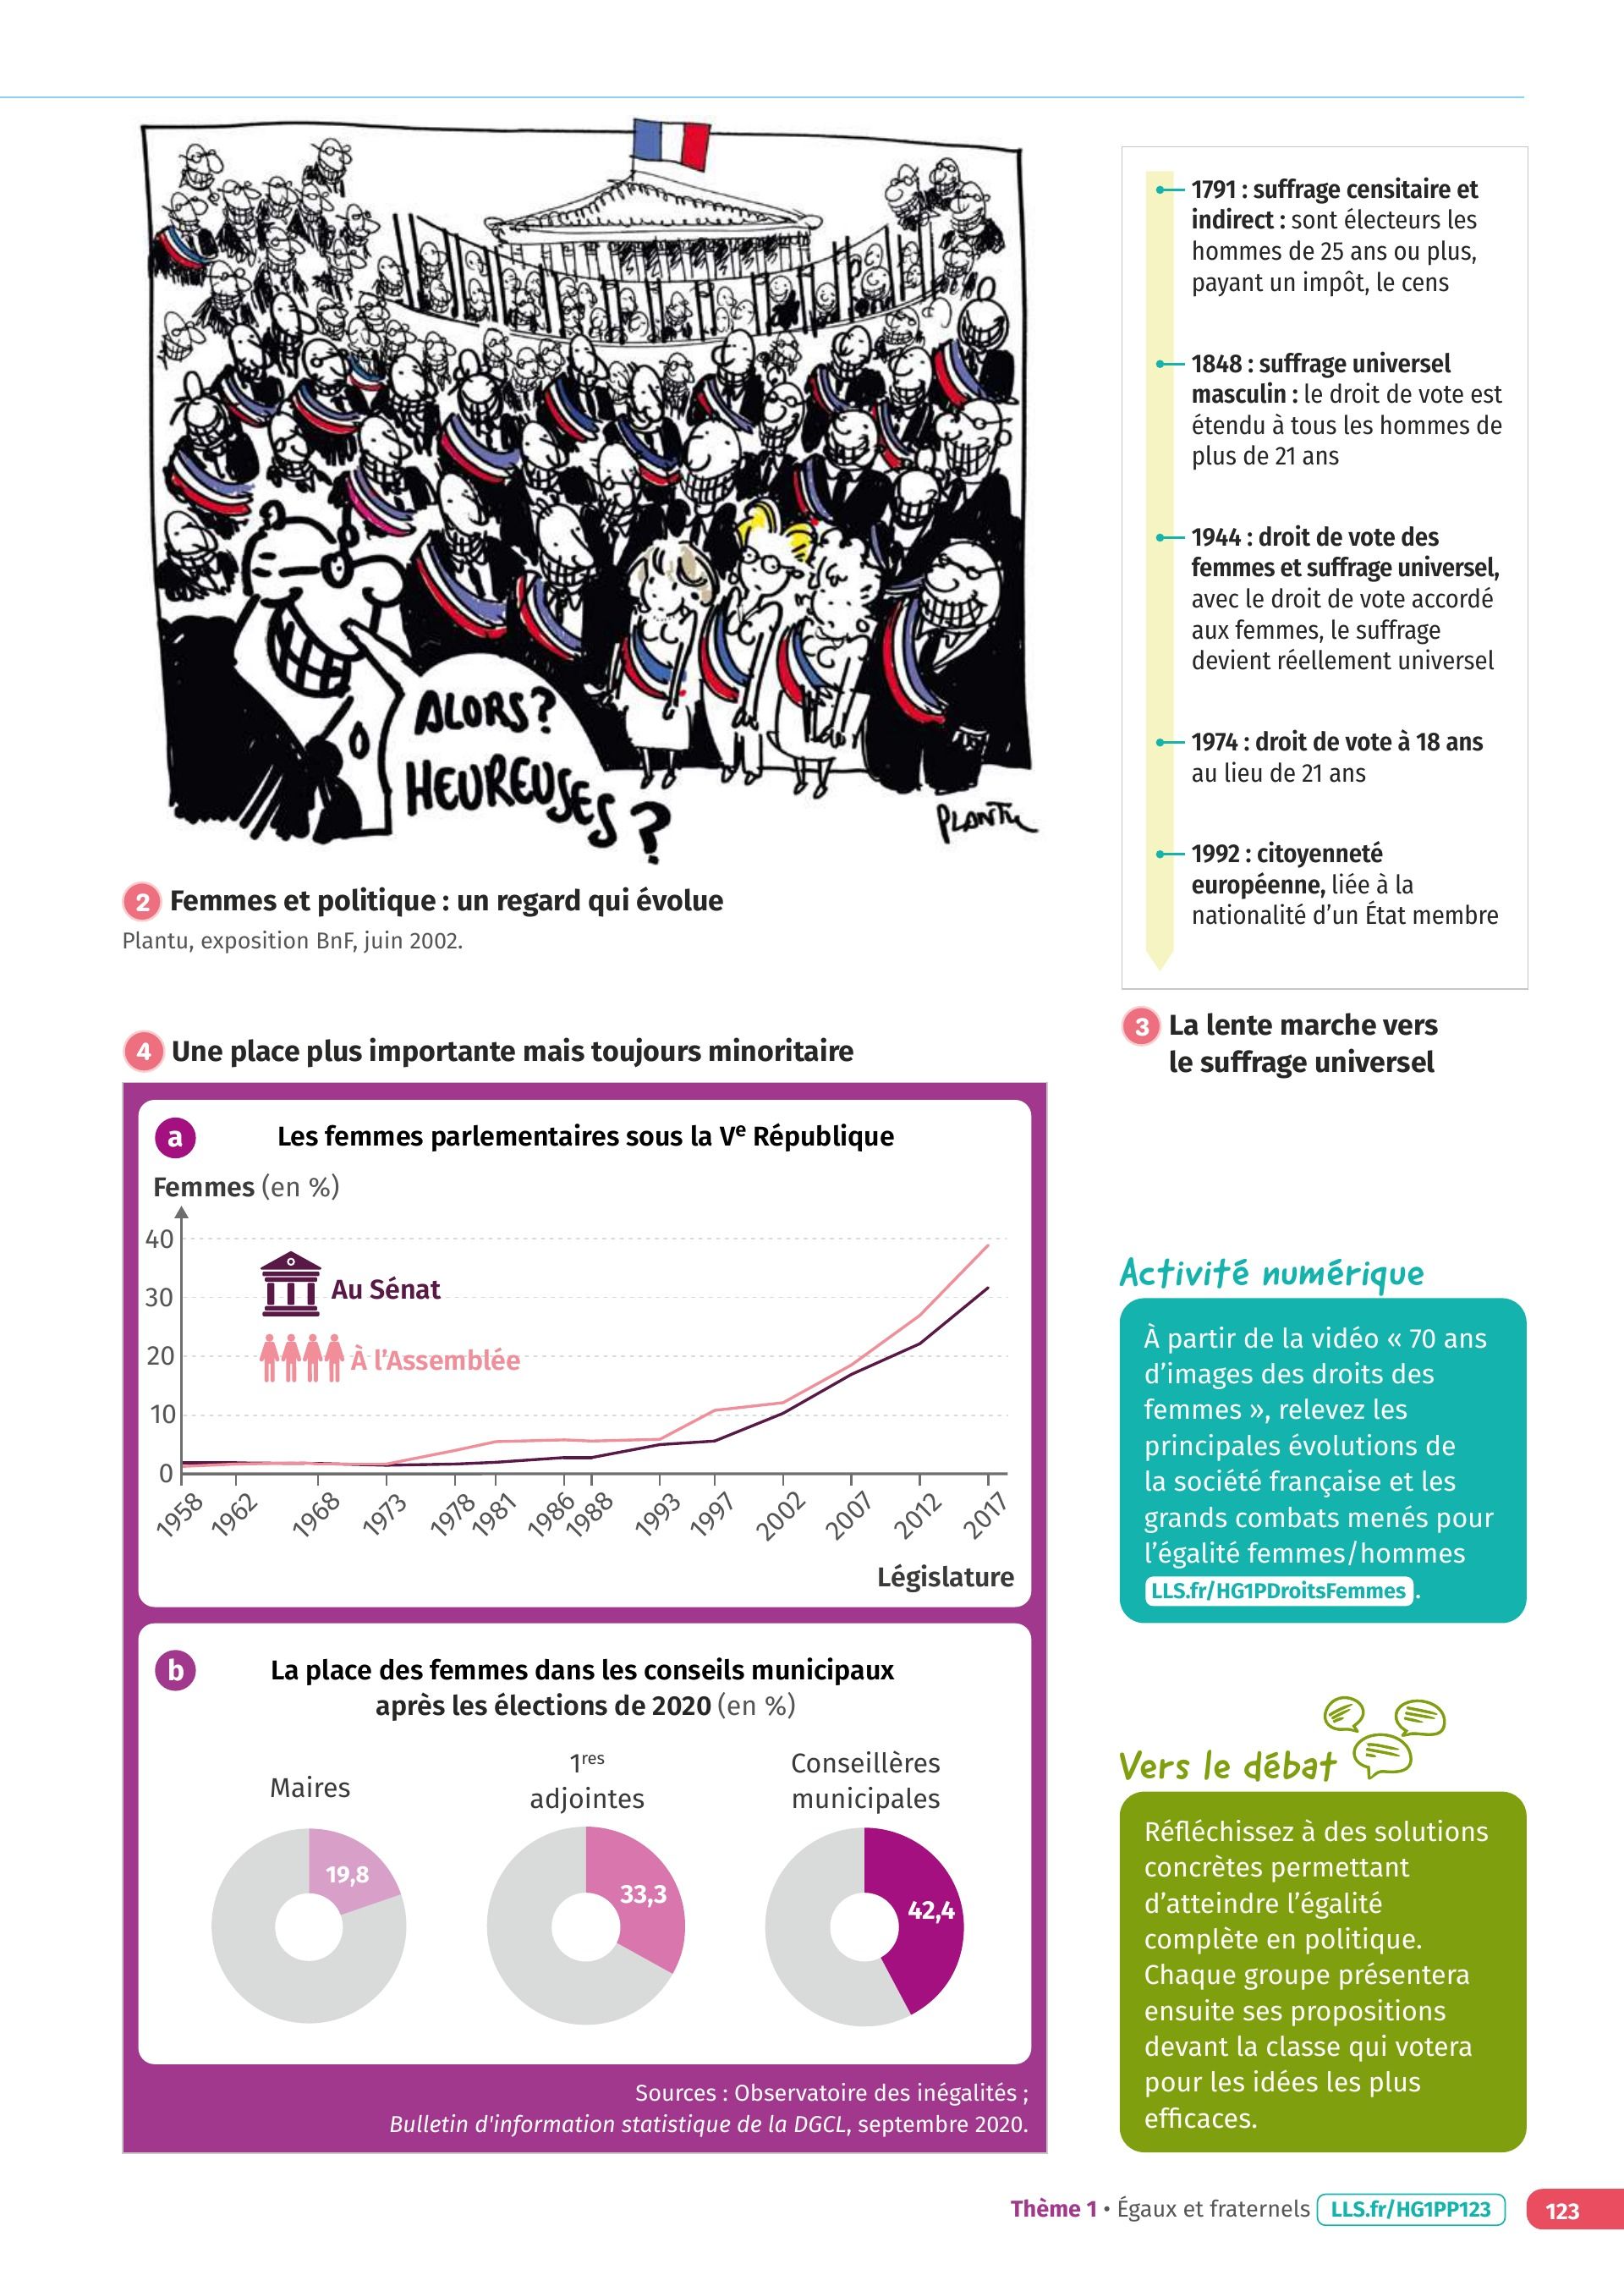 ALORS?
HEUREUSES?
PLANTU
2 Femmes et politique : un regard qui évolue
Plantu, exposition BnF, juin 2002.
1791 : suffrage censitaire et
indirect : sont électeurs les
hommes de 25 ans ou plus,
payant un impôt, le cens
1848 : suffrage universel
masculin : le droit de vote est
étendu à tous les hommes de
plus de 21 ans
1944 : droit de vote des
femmes et suffrage universel,
avec le droit de vote accordé
aux femmes, le suffrage
devient réellement universel
1974 : droit de vote à 18 ans
au lieu de 21 ans
1992 : citoyenneté
européenne, liée à la
nationalité d’un État membre
3 La lente marche vers
le suffrage universel
4 Une place plus importante mais toujours minoritaire
a Les femmes parlementaires sous la Ve République
Femmes (en %)
40
30
20
10
0
Au Sénat
À l’Assemblée
1958 1962 1968 1973 1978 1981 1986 1988 1993 1997 2002 2007 2012 2017
Législature
b La place des femmes dans les conseils municipaux
après les élections de 2020 (en %)
Maires
1res
adjointes
Conseillères
municipales
19,8
33,3
42,4
Sources : Observatoire des inégalités ;
Bulletin d'information statistique de la DGCL, septembre 2020.
Activité numérique
À partir de la vidéo « 70 ans
d’images des droits des
femmes », relevez les
principales évolutions de
la société française et les
grands combats menés pour
l’égalité femmes/hommes
LLS.fr/HG1PDroitsFemmes .
Vers le débat
Réfléchissez à des solutions
concrètes permettant
d’atteindre l’égalité
complète en politique.
Chaque groupe présentera
ensuite ses propositions
devant la classe qui votera
pour les idées les plus
efficaces.
Thème 1 • Égaux et fraternels LLS.fr/HG1PP123 123